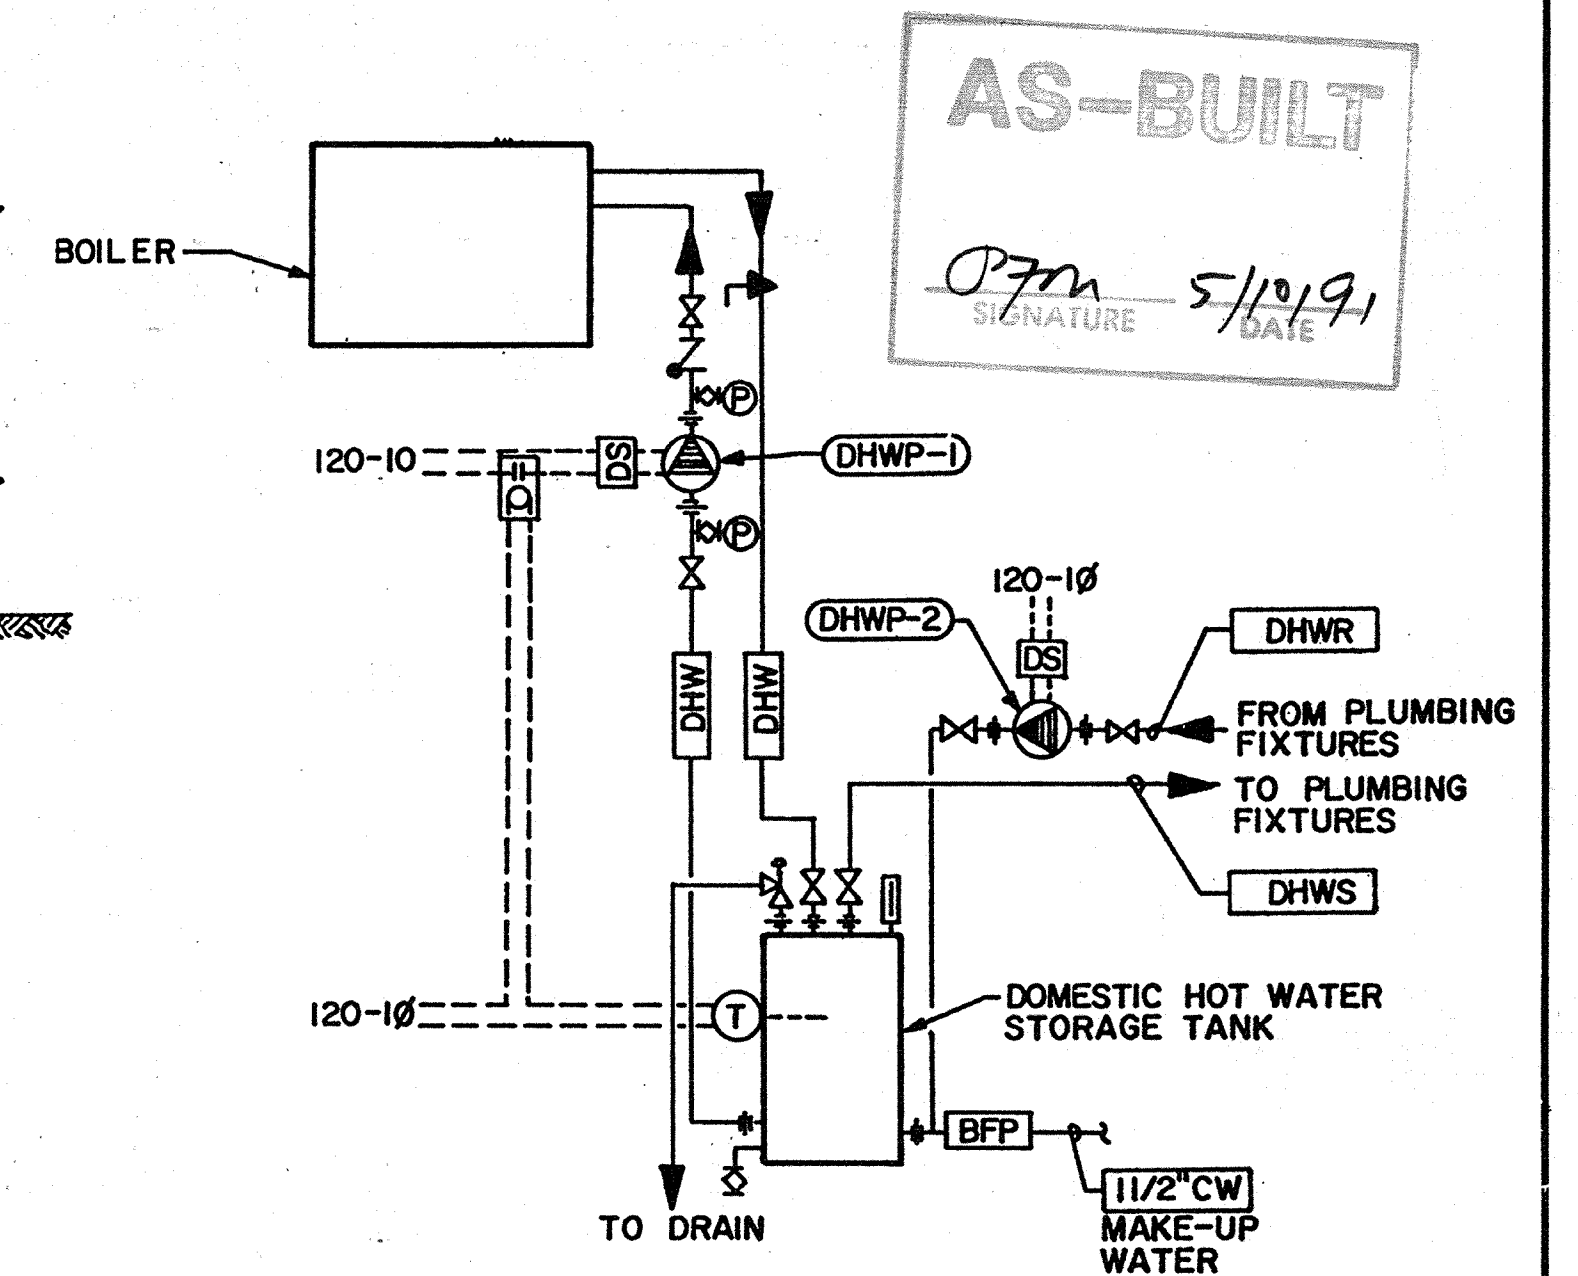 AS-BUILT
5/10/91
SIGNATURE
DATE
BOILER
P
120-10
DS
DHWP-1
P
120-1Ø
DHWP-2
DHWR
DS
DHW
DHW
FROM PLUMBING
FIXTURES
TO PLUMBING
FIXTURES
DHWS
DOMESTIC HOT WATER
STORAGE TANK
120-1Ø
T
BFP
1 1/2" CW
TO DRAIN
MAKE-UP
WATER